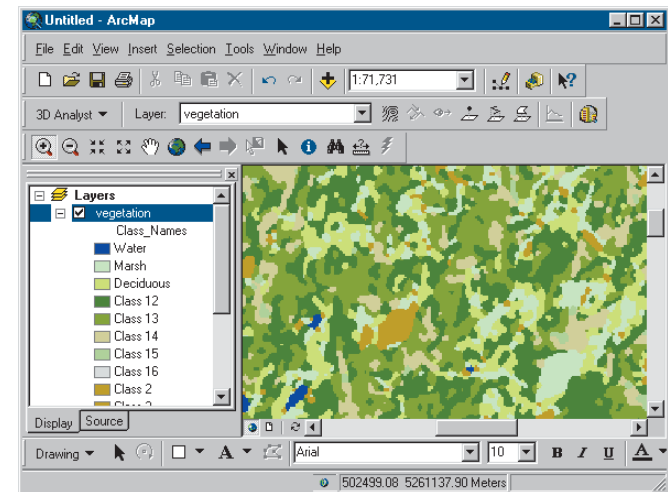 Untitled - ArcMap
File Edit View Insert Selection Tools Window Help
1:71,731
3D Analyst Layer: vegetation
Layers
vegetation
Class_Names
Water
Marsh
Deciduous
Class 12
Class 13
Class 14
Class 15
Class 16
Class 2
Display Source
Drawing A Arial 10 B I U A
502499.08 5261137.90 Meters